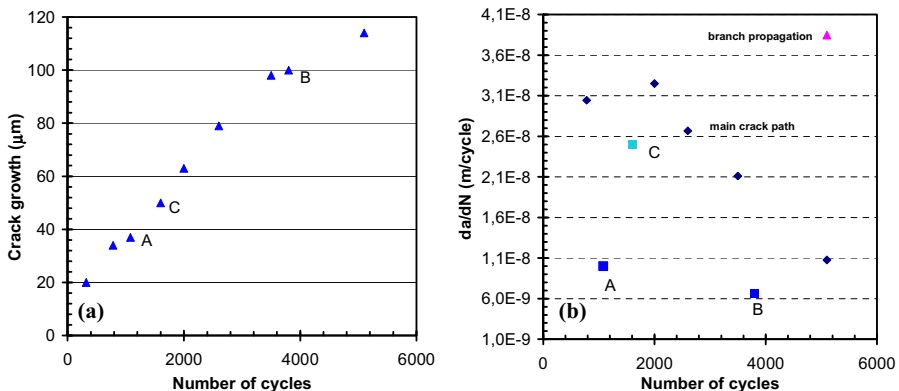 120
100
80
60
40
20
0
Crack growth (μm)
B
C
A
(a)
0 2000 4000 6000
Number of cycles
4,1E-8
3,6E-8
3,1E-8
2,6E-8
2,1E-8
1,6E-8
1,1E-8
6,0E-9
1,0E-9
da/dN (m/cycle)
branch propagation
main crack path
C
A
B
(b)
0 2000 4000 6000
Number of cycles